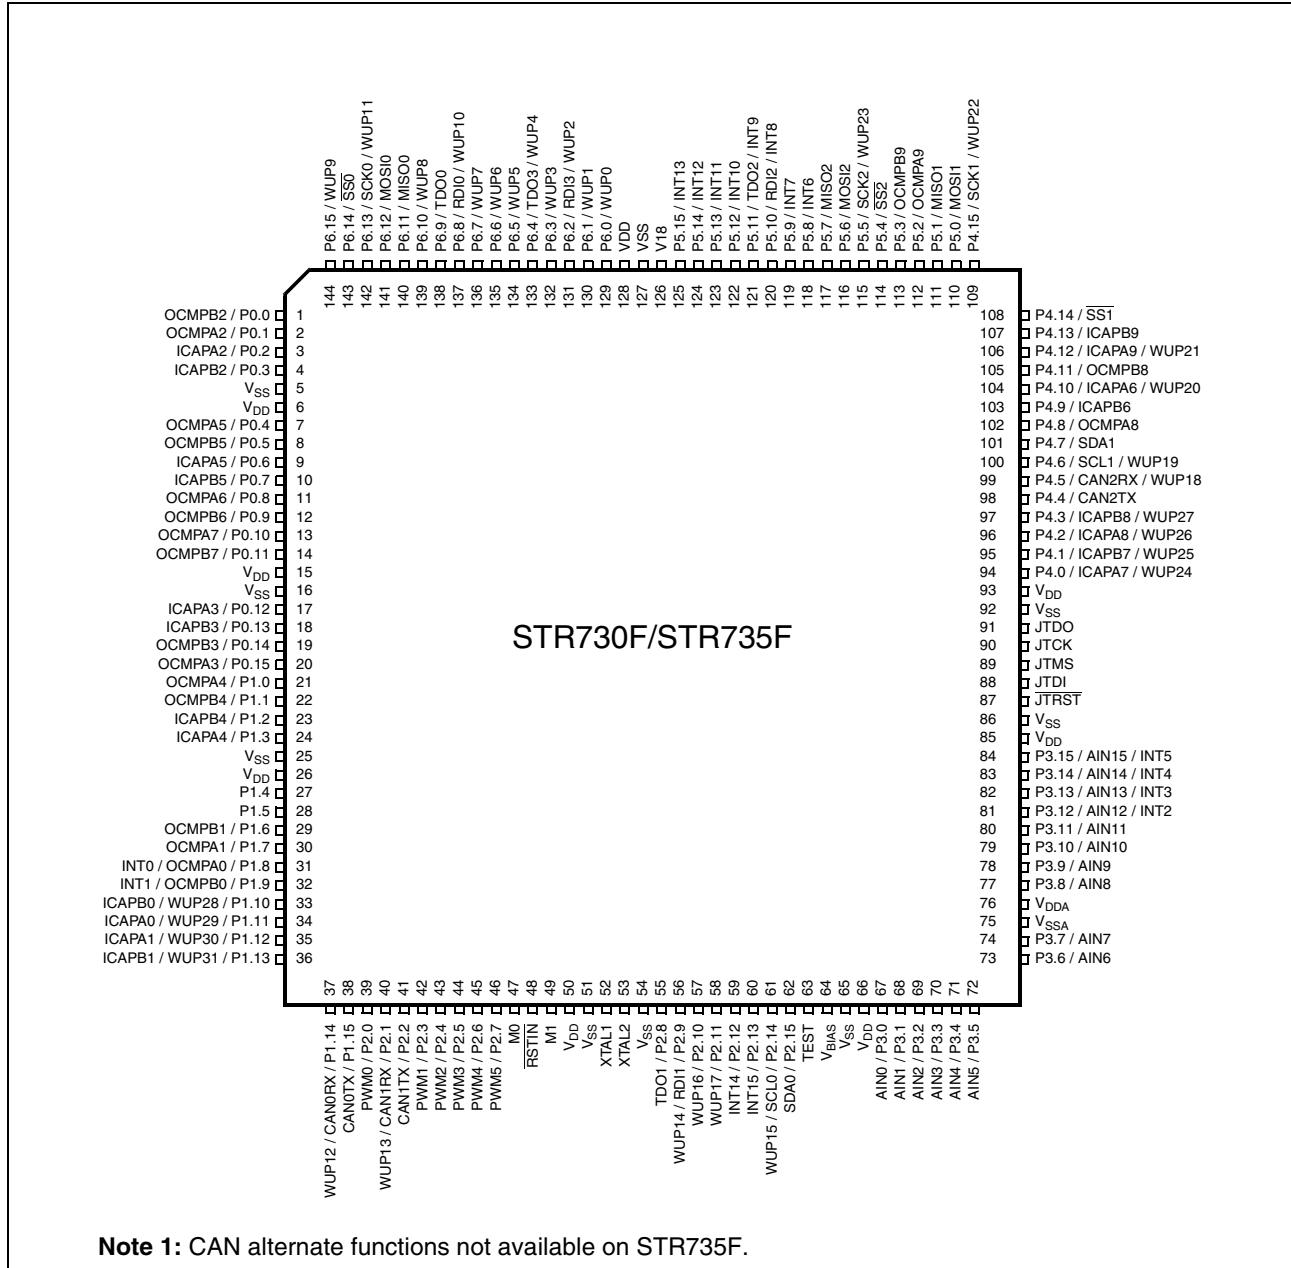 P6.15 / WUP9
P6.14 / SS0
P6.13 / SCK0 / WUP11
P6.12 / MOSI0
P6.11 / MISO0
P6.10 / WUP8
P6.9 / TDO0
P6.8 / RDI0 / WUP10
P6.7 / WUP7
P6.6 / WUP6
P6.5 / WUP5
P6.4 / TDO3 / WUP4
P6.3 / WUP3
P6.2 / RDI3 / WUP2
P6.1 / WUP1
P6.0 / WUP0
VDD
VSS
V18
P5.15 / INT13
P5.14 / INT12
P5.13 / INT11
P5.12 / INT10
P5.11 / TDO2 / INT9
P5.10 / RDI2 / INT8
P5.9 / INT7
P5.8 / INT6
P5.7 / MISO2
P5.6 / MOSI2
P5.5 / SCK2 / WUP23
P5.4 / SS2
P5.3 / OCMPB9
P5.2 / OCMPA9
P5.1 / MISO1
P5.0 / MOSI1
P4.15 / SCK1 / WUP22
144 143 142 141 140 139 138 137 136 135 134 133 132 131 130 129 128 127 126 125 124 123 122 121 120 119 118 117 116 115 114 113 112 111 110 109
OCMPB2 / P0.0 1
OCMPA2 / P0.1 2
ICAPA2 / P0.2 3
ICAPB2 / P0.3 4
VSS 5
VDD 6
OCMPA5 / P0.4 7
OCMPB5 / P0.5 8
ICAPA5 / P0.6 9
ICAPB5 / P0.7 10
OCMPA6 / P0.8 11
OCMPB6 / P0.9 12
OCMPA7 / P0.10 13
OCMPB7 / P0.11 14
VDD 15
VSS 16
ICAPA3 / P0.12 17
ICAPB3 / P0.13 18
OCMPB3 / P0.14 19
OCMPA3 / P0.15 20
OCMPA4 / P1.0 21
OCMPB4 / P1.1 22
ICAPB4 / P1.2 23
ICAPA4 / P1.3 24
VSS 25
VDD 26
P1.4 27
P1.5 28
OCMPB1 / P1.6 29
OCMPA1 / P1.7 30
INT0 / OCMPA0 / P1.8 31
INT1 / OCMPB0 / P1.9 32
ICAPB0 / WUP28 / P1.10 33
ICAPA0 / WUP29 / P1.11 34
ICAPA1 / WUP30 / P1.12 35
ICAPB1 / WUP31 / P1.13 36
STR730F/STR735F
108 P4.14 / SS1
107 P4.13 / ICAPB9
106 P4.12 / ICAPA9 / WUP21
105 P4.11 / OCMPB8
104 P4.10 / ICAPA6 / WUP20
103 P4.9 / ICAPB6
102 P4.8 / OCMPA8
101 P4.7 / SDA1
100 P4.6 / SCL1 / WUP19
99 P4.5 / CAN2RX / WUP18
98 P4.4 / CAN2TX
97 P4.3 / ICAPB8 / WUP27
96 P4.2 / ICAPA8 / WUP26
95 P4.1 / ICAPB7 / WUP25
94 P4.0 / ICAPA7 / WUP24
93 VDD
92 VSS
91 JTDO
90 JTCK
89 JTMS
88 JTDI
87 JTRST
86 VSS
85 VDD
84 P3.15 / AIN15 / INT5
83 P3.14 / AIN14 / INT4
82 P3.13 / AIN13 / INT3
81 P3.12 / AIN12 / INT2
80 P3.11 / AIN11
79 P3.10 / AIN10
78 P3.9 / AIN9
77 P3.8 / AIN8
76 VDDA
75 VSSA
74 P3.7 / AIN7
73 P3.6 / AIN6
37 38 39 40 41 42 43 44 45 46 47 48 49 50 51 52 53 54 55 56 57 58 59 60 61 62 63 64 65 66 67 68 69 70 71 72
WUP12 / CAN0RX / P1.14
CAN0TX / P1.15
PWM0 / P2.0
WUP13 / CAN1RX / P2.1
CAN1TX / P2.2
PWM1 / P2.3
PWM2 / P2.4
PWM3 / P2.5
PWM4 / P2.6
PWM5 / P2.7
M0
RSTIN
M1
VDD
VSS
XTAL1
XTAL2
VSS
TDO1 / P2.8
WUP14 / RDI1 / P2.9
WUP16 / P2.10
WUP17 / P2.11
INT14 / P2.12
INT15 / P2.13
WUP15 / SCL0 / P2.14
SDA0 / P2.15
TEST
VBIAS
VSS
VDD
AIN0 / P3.0
AIN1 / P3.1
AIN2 / P3.2
AIN3 / P3.3
AIN4 / P3.4
AIN5 / P3.5
Note 1: CAN alternate functions not available on STR735F.